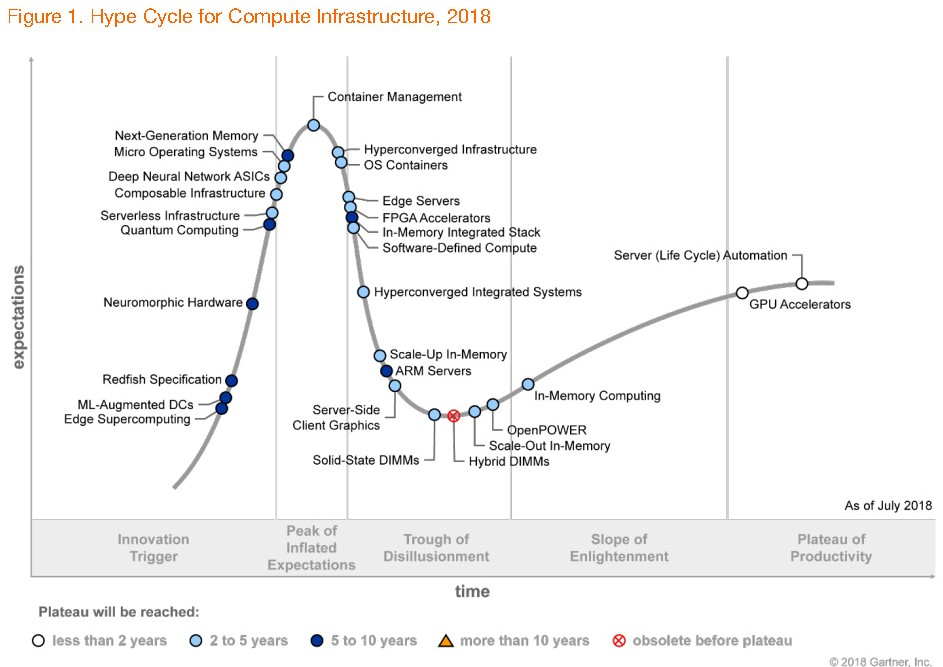 Figure 1. Hype Cycle for Compute Infrastructure, 2018
expectations
Container Management
Next-Generation Memory
Micro Operating Systems
Deep Neural Network ASICs
Composable Infrastructure
Serverless Infrastructure
Quantum Computing
Neuromorphic Hardware
Redfish Specification
ML-Augmented DCs
Edge Supercomputing
Hyperconverged Infrastructure
OS Containers
Edge Servers
FPGA Accelerators
In-Memory Integrated Stack
Software-Defined Compute
Hyperconverged Integrated Systems
Scale-Up In-Memory
ARM Servers
Server-Side
Client Graphics
Solid-State DIMMs
Hybrid DIMMs
Scale-Out In-Memory
OpenPOWER
In-Memory Computing
Server (Life Cycle) Automation
GPU Accelerators
As of July 2018
Innovation
Trigger
Peak of
Inflated
Expectations
Trough of
Disillusionment
Slope of
Enlightenment
Plateau of
Productivity
time
Plateau will be reached:
less than 2 years
2 to 5 years
5 to 10 years
more than 10 years
obsolete before plateau
© 2018 Gartner, Inc.